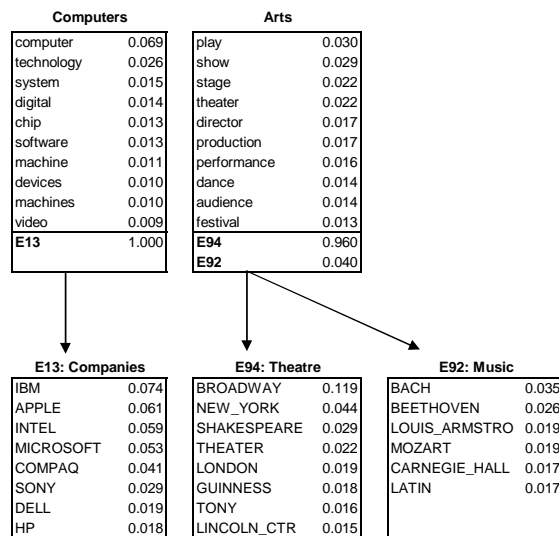 Computers
computer 0.069
technology 0.026
system 0.015
digital 0.014
chip 0.013
software 0.013
machine 0.011
devices 0.010
machines 0.010
video 0.009
E13 1.000
Arts
play 0.030
show 0.029
stage 0.022
theater 0.022
director 0.017
production 0.017
performance 0.016
dance 0.014
audience 0.014
festival 0.013
E94 0.960
E92 0.040
E13: Companies
IBM 0.074
APPLE 0.061
INTEL 0.059
MICROSOFT 0.053
COMPAQ 0.041
SONY 0.029
DELL 0.019
HP 0.018
E94: Theatre
BROADWAY 0.119
NEW_YORK 0.044
SHAKESPEARE 0.029
THEATER 0.022
LONDON 0.019
GUINNESS 0.018
TONY 0.016
LINCOLN_CTR 0.015
E92: Music
BACH 0.035
BEETHOVEN 0.026
LOUIS_ARMSTRO 0.019
MOZART 0.019
CARNEGIE_HALL 0.017
LATIN 0.017